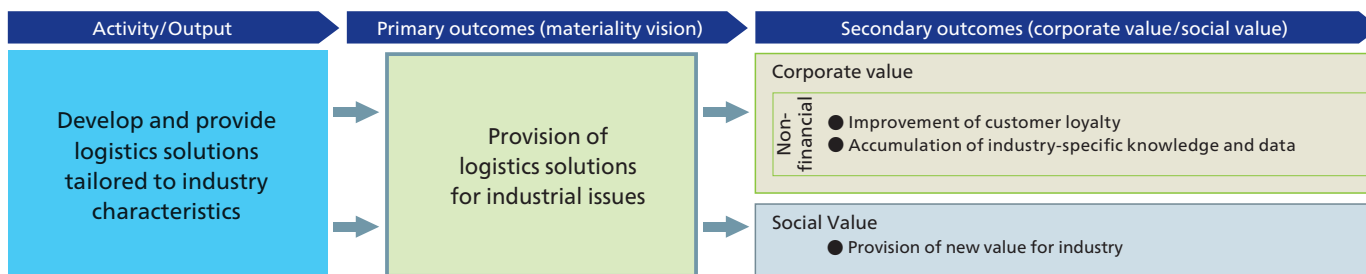 Activity/Output
Primary outcomes (materiality vision)
Secondary outcomes (corporate value/social value)
Develop and provide
logistics solutions
tailored to industry
characteristics
Provision of
logistics solutions
for industrial issues
Corporate value
Non-
financial
● Improvement of customer loyalty
● Accumulation of industry-specific knowledge and data
Social Value
● Provision of new value for industry